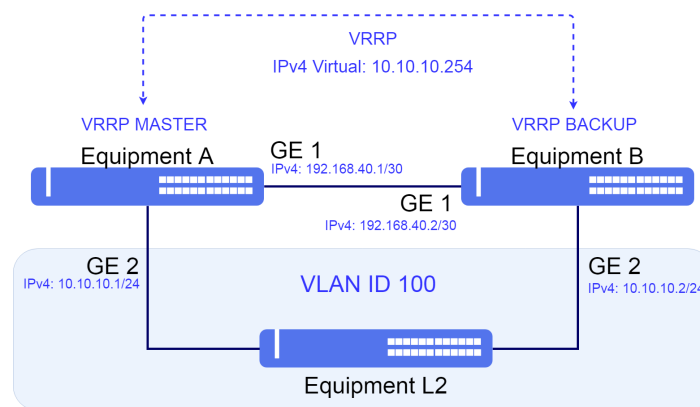 VRRP
IPv4 Virtual: 10.10.10.254
VRRP MASTER
VRRP BACKUP
Equipment A
Equipment B
GE 1
IPv4: 192.168.40.1/30
GE 1
IPv4: 192.168.40.2/30
GE 2
IPv4: 10.10.10.1/24
GE 2
IPv4: 10.10.10.2/24
VLAN ID 100
Equipment L2